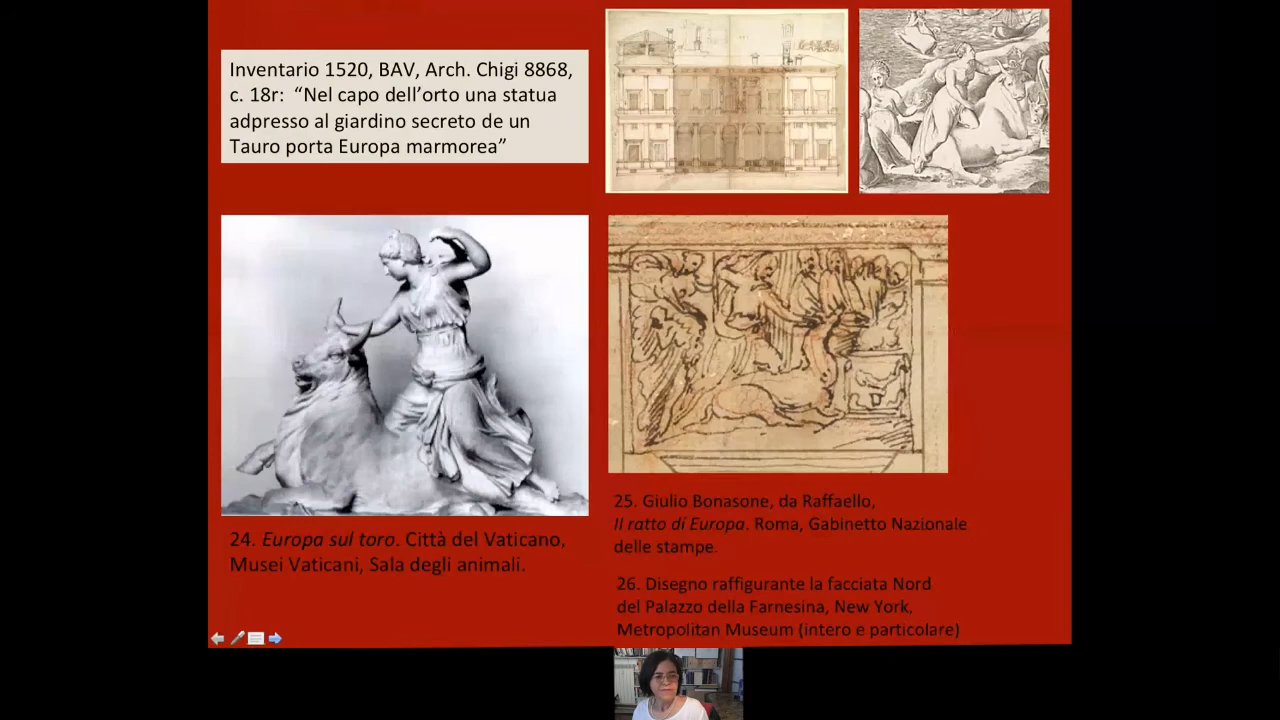 Inventario 1520, BAV, Arch. Chigi 8868,
c. 18r:  “Nel capo dell’orto una statua
adpresso al giardino secreto de un
Tauro porta Europa marmorea”
24. Europa sul toro. Città del Vaticano,
Musei Vaticani, Sala degli animali.
25. Giulio Bonasone, da Raffaello,
Il ratto di Europa. Roma, Gabinetto Nazionale
delle stampe.
26. Disegno raffigurante la facciata Nord
del Palazzo della Farnesina, New York,
Metropolitan Museum (intero e particolare)